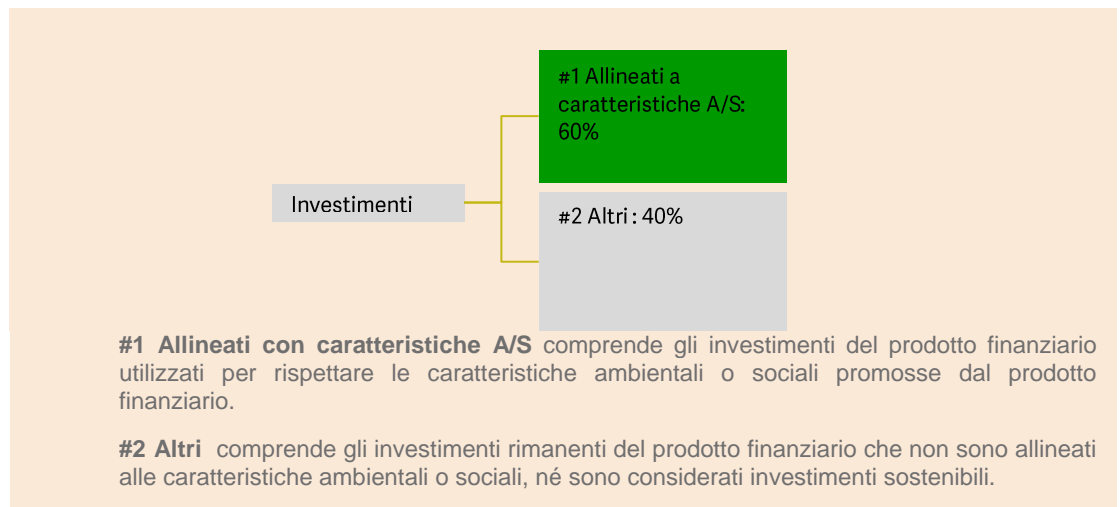 #1 Allineati a
caratteristiche A/S:
60%
Investimenti
#2 Altri : 40%
#1 Allineati con caratteristiche A/S comprende gli investimenti del prodotto finanziario
utilizzati per rispettare le caratteristiche ambientali o sociali promosse dal prodotto
finanziario.
#2 Altri comprende gli investimenti rimanenti del prodotto finanziario che non sono allineati
alle caratteristiche ambientali o sociali, né sono considerati investimenti sostenibili.